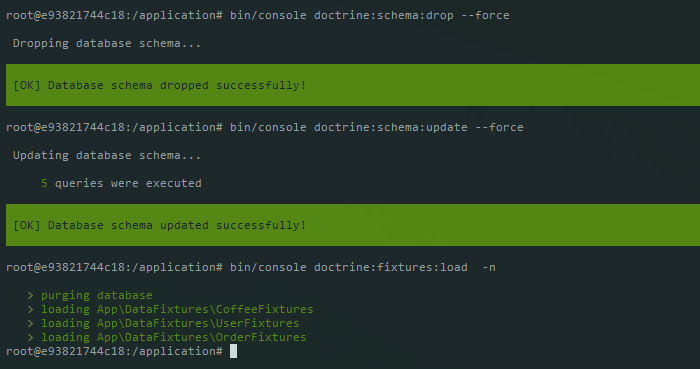 root@e93821744c18:/application# bin/console doctrine:schema:drop --force
Dropping database schema...
[OK] Database schema dropped successfully!
root@e93821744c18:/application# bin/console doctrine:schema:update --force
Updating database schema...
5 queries were executed
[OK] Database schema updated successfully!
root@e93821744c18:/application# bin/console doctrine:fixtures:load  -n
> purging database
> loading App\DataFixtures\CoffeeFixtures
> loading App\DataFixtures\UserFixtures
> loading App\DataFixtures\OrderFixtures
root@e93821744c18:/application#